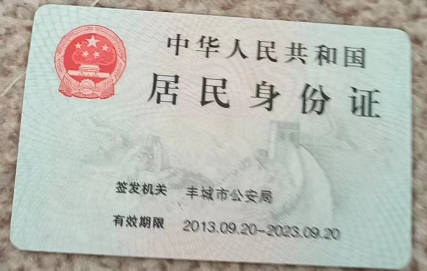 中华人民共和国
居民身份证
签发机关 丰城市公安局
有效期限 2013.09.20-2023.09.20